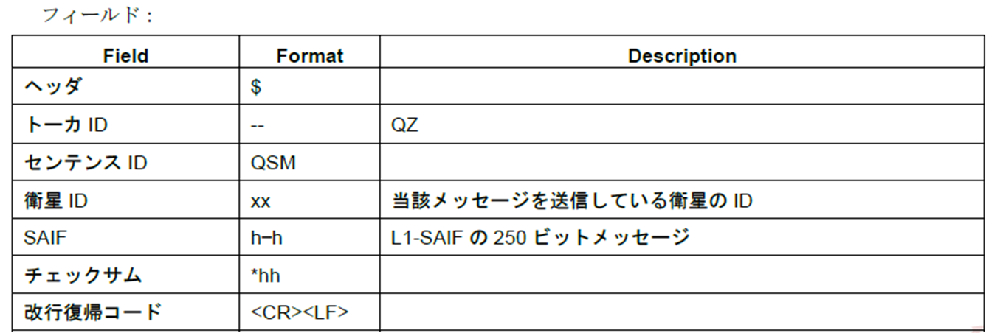 フィールド：
Field Format Description
ヘッダ $
トーカ ID -- QZ
センテンス ID QSM
衛星 ID xx 当該メッセージを送信している衛星の ID
SAIF h−h L1-SAIF の 250 ビットメッセージ
チェックサム *hh
改行復帰コード <CR><LF>